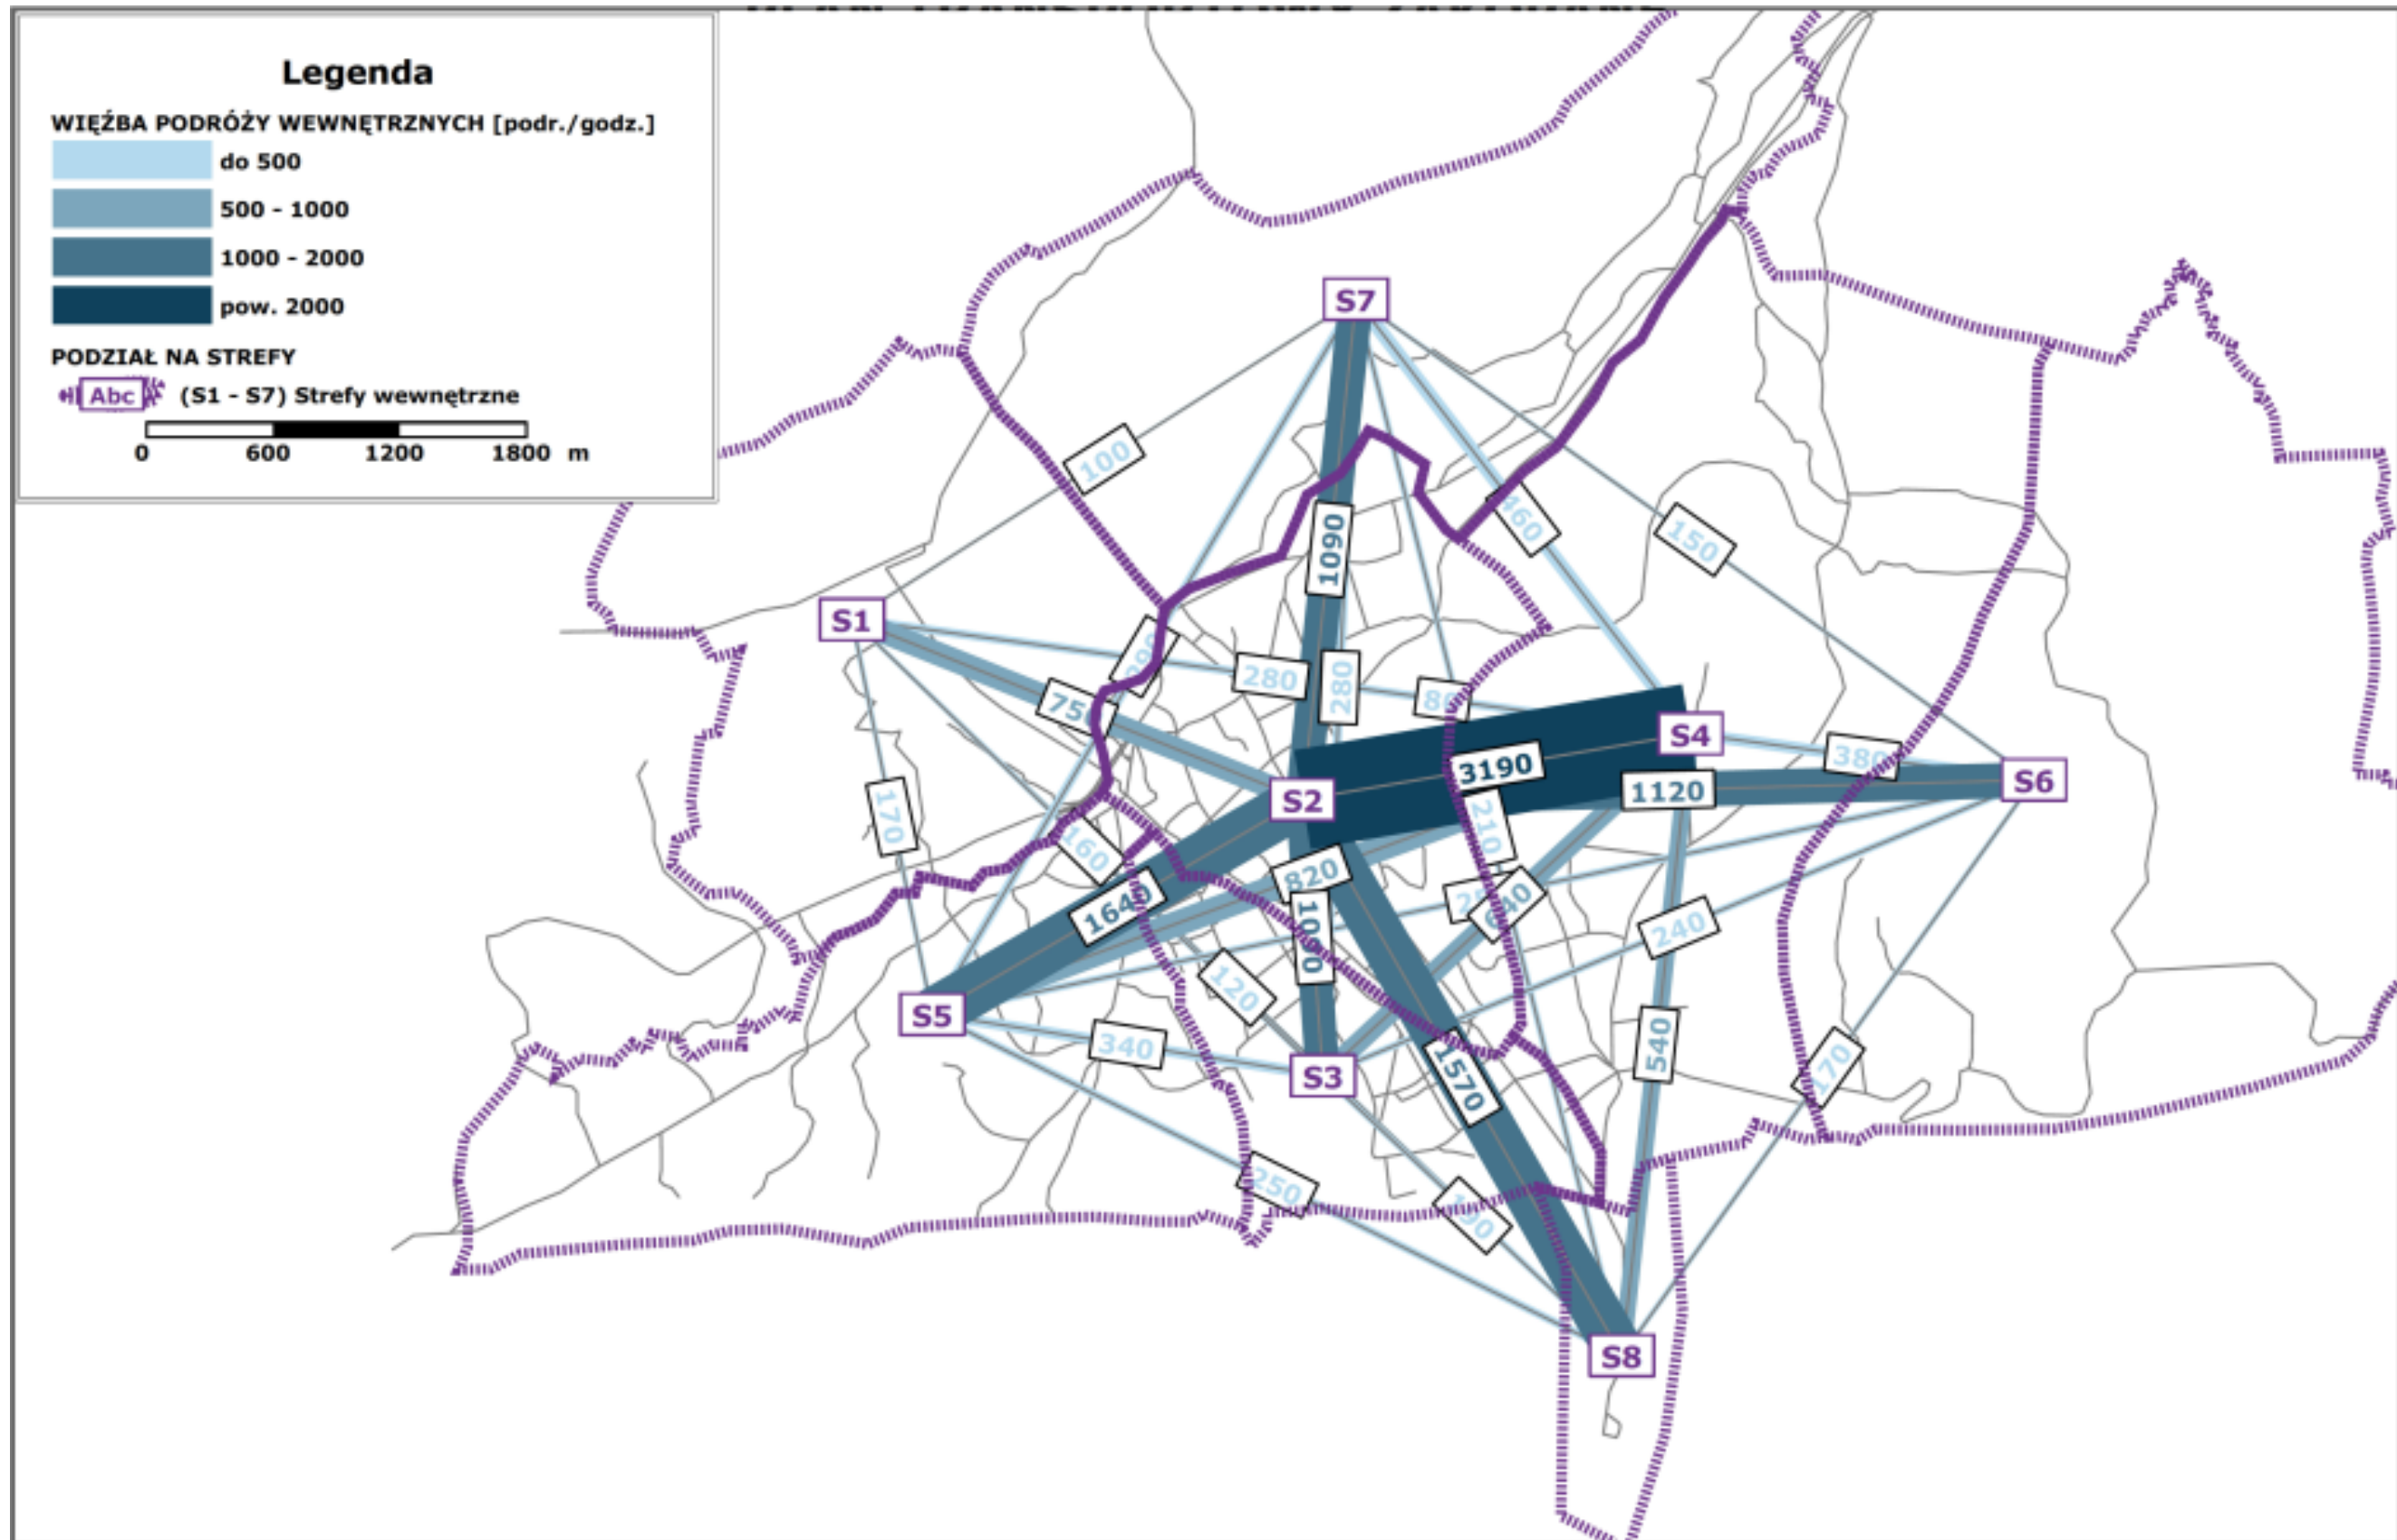 Legenda
WIĘŹBA PODRÓŻY WEWNĘTRZNYCH [podr./godz.]
do 500
500 - 1000
1000 - 2000
pow. 2000
PODZIAŁ NA STREFY
Abc (S1 - S7) Strefy wewnętrzne
0 600 1200 1800 m
S7
100
460
1090
150
S1
280
280
80
750
S4
380
3190
S2
1120
S6
170
160
210
820
640
1640
240
120
S5
340
540
S3
1570
170
250
S8